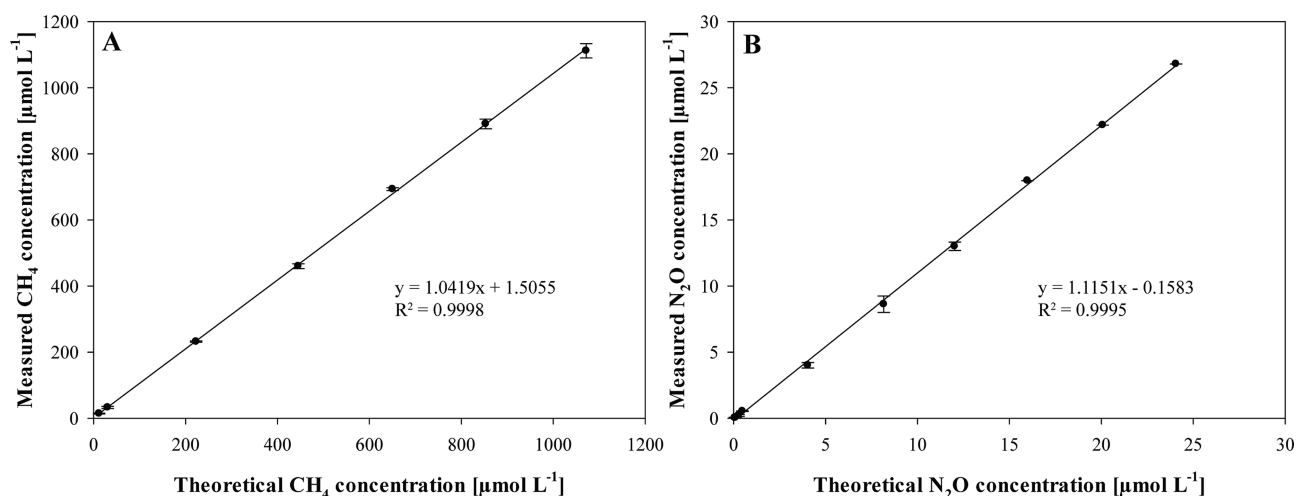 A
Measured CH₄ concentration [µmol L⁻¹]
1200
1000
800
600
400
200
0
y = 1.0419x + 1.5055
R² = 0.9998
0 200 400 600 800 1000 1200
Theoretical CH₄ concentration [µmol L⁻¹]
B
Measured N₂O concentration [µmol L⁻¹]
30
25
20
15
10
5
0
y = 1.1151x - 0.1583
R² = 0.9995
0 5 10 15 20 25 30
Theoretical N₂O concentration [µmol L⁻¹]